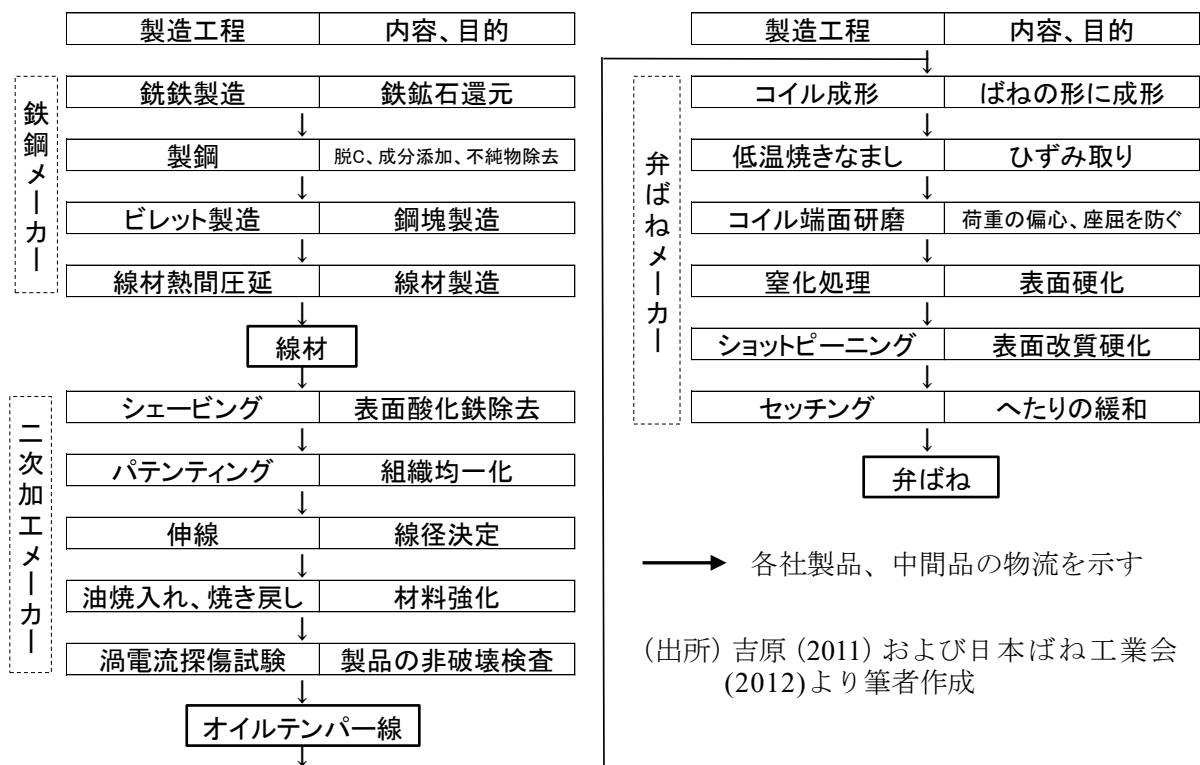 製造工程 内容、目的
鉄鋼メーカー
銑鉄製造 鉄鉱石還元
↓
製鋼 脱C、成分添加、不純物除去
↓
ビレット製造 鋼塊製造
↓
線材熱間圧延 線材製造
↓
線材
↓
二次加工メーカー
シェービング 表面酸化鉄除去
↓
パテンティング 組織均一化
↓
伸線 線径決定
↓
油焼入れ、焼き戻し 材料強化
↓
渦電流探傷試験 製品の非破壊検査
↓
オイルテンパー線
↓
製造工程 内容、目的
↓
弁ばねメーカー
コイル成形 ばねの形に成形
↓
低温焼きなまし ひずみ取り
↓
コイル端面研磨 荷重の偏心、座屈を防ぐ
↓
窒化処理 表面硬化
↓
ショットピーニング 表面改質硬化
↓
セッチング へたりの緩和
↓
弁ばね
→ 各社製品、中間品の物流を示す
(出所) 吉原 (2011) および日本ばね工業会
(2012)より筆者作成